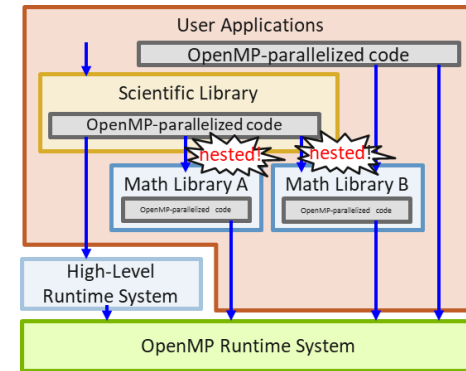 User Applications
OpenMP-parallelized code
Scientific Library
OpenMP-parallelized code
nested!
nested!
Math Library A
Math Library B
OpenMP-parallelized code
OpenMP-parallelized code
High-Level
Runtime System
OpenMP Runtime System